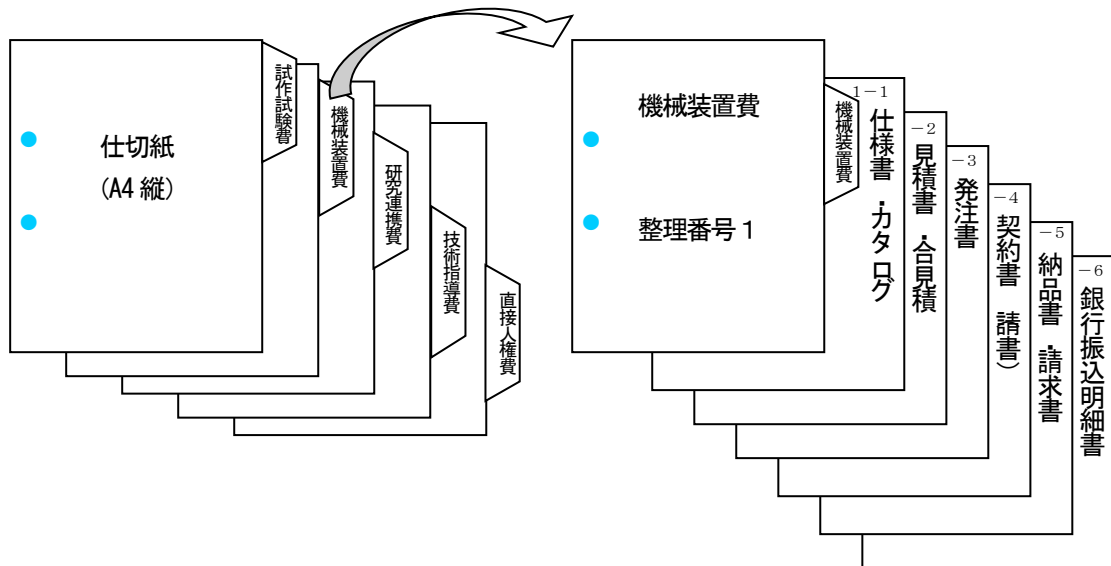 仕切紙
(A4 縦)
試作試験費
機械装置費
研究連携費
技術指導費
直接人権費
機械装置費
整理番号 1
機械装置費
1－1
仕様書・カタログ
－2
見積書・合見積
－3
発注書
－4
契約書 請書）
－5
納品書・請求書
－6
銀行振込明細書